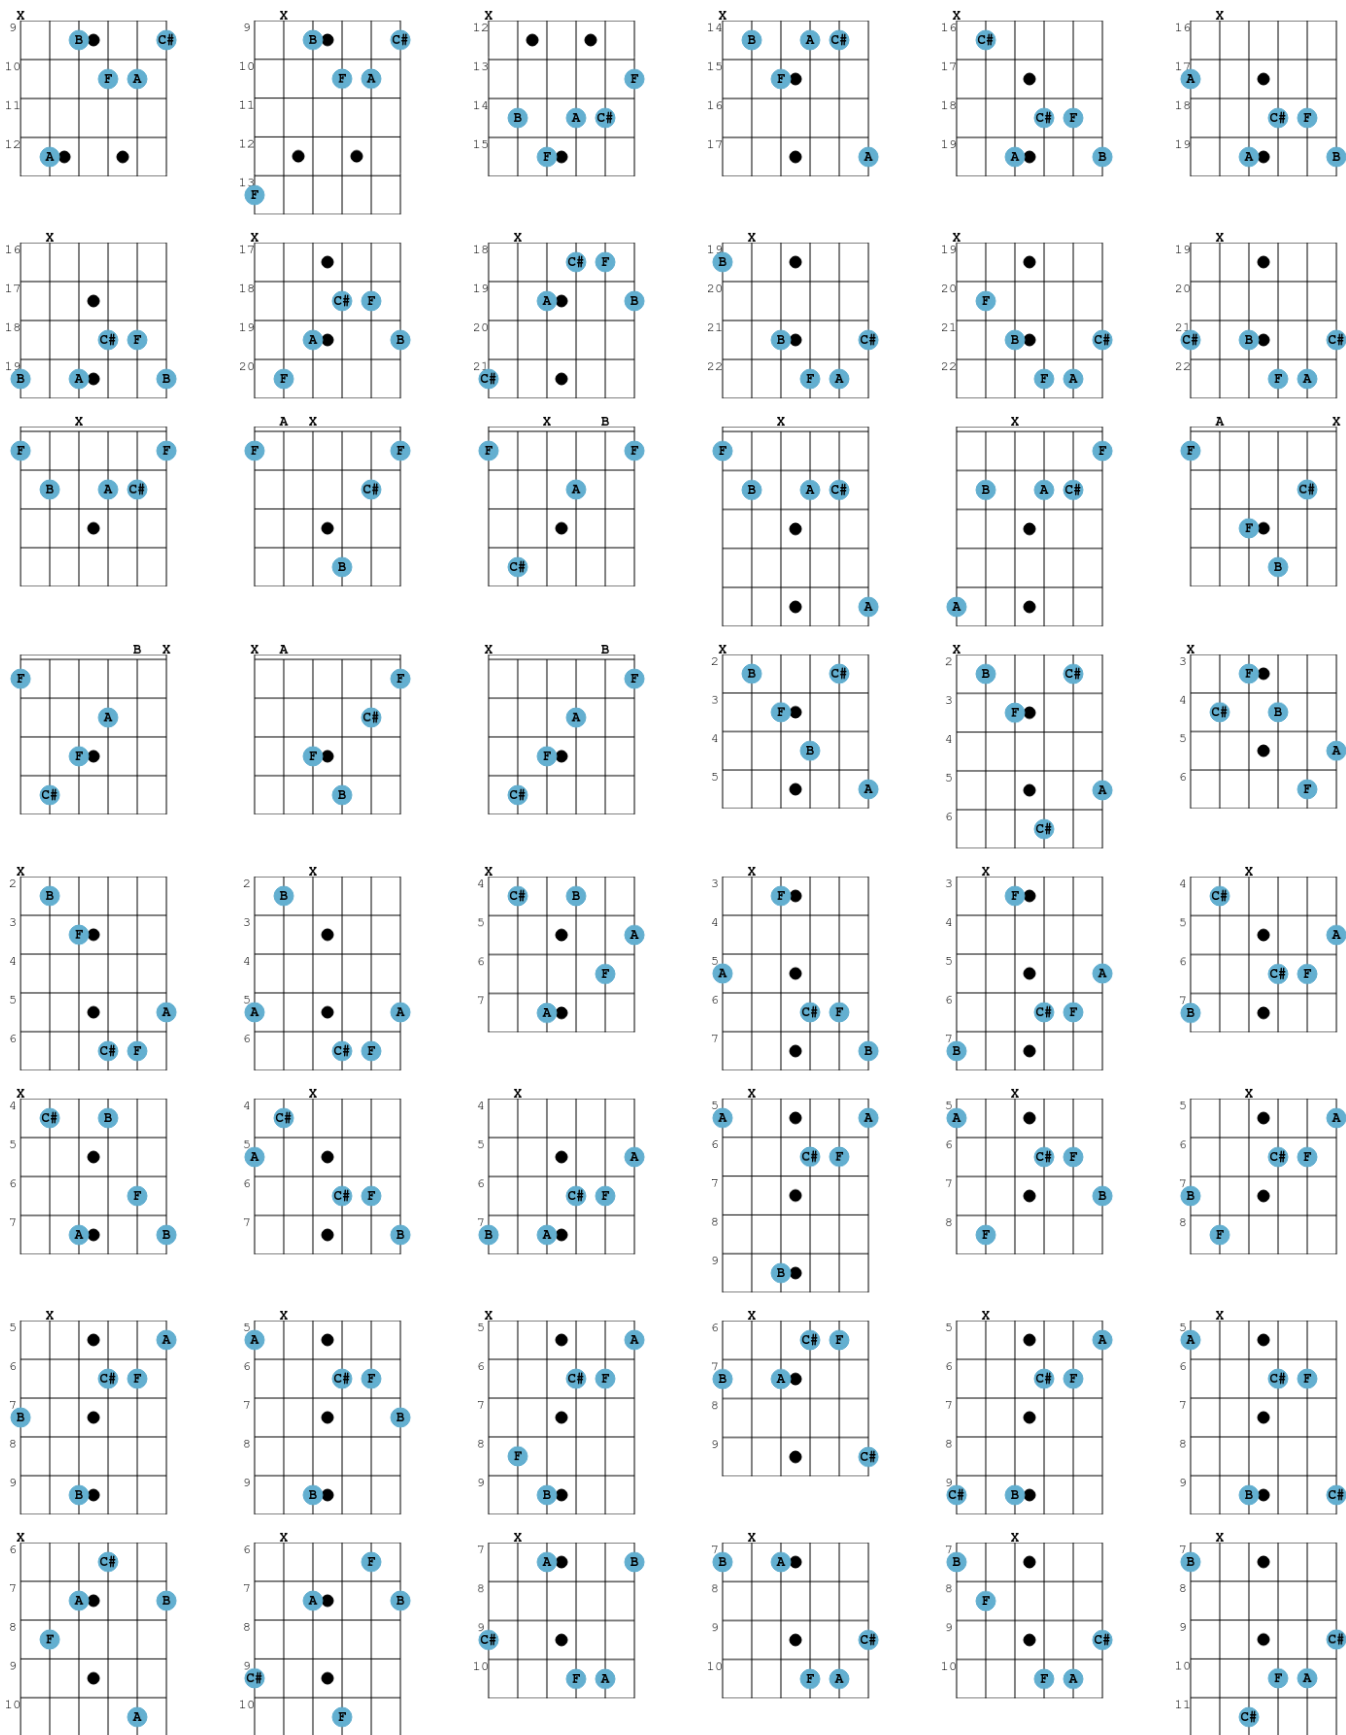 X X X X X X
9 B C# 9 B C# 12 14 B A C# 16 C# 16
10 F A 10 F A 13 F 15 F 17 17 A
11 11 14 B A C# 16 18 C# F 18 C# F
12 A 12 15 F 17 A 19 A B 19 A B
13 F
X X X X X X
16 17 18 C# F 19 B 19 19
17 18 C# F 19 A B 20 20 F 20
18 C# F 19 A B 20 21 B C# 21 B C# 21 C# B C#
19 B A B 20 F 21 C# 22 F A 22 F A 22 F A
X A X X B X X A X
F F F F F F F F F
B A C# C# A B A C# B A C# C#
F
B C# B
A A
B X X A X B X X X
F F F 2 B C# 2 B C# 3 F
A C# A 3 F 3 F 4 C# B
F F F 4 B 4 5 A
C# B C# 5 A 5 A 6 F
6 C#
X X X X X X
2 B 2 B 4 C# B 3 F 3 F 4 C#
3 F 3 5 A 4 4 5 A
4 4 6 F 5 A 5 A 6 C# F
5 A 5 A A 7 A 6 C# F 6 C# F 7 B
6 C# F 6 C# F 7 B 7 B
X X X X X X
4 C# B 4 C# 4 5 A A 5 A 5 A
5 5 A 5 A 6 C# F 6 C# F 6 C# F
6 F 6 C# F 6 C# F 7 7 B 7 B
7 A B 7 B 7 B A 8 8 F 8 F
9 B
X X X X X X
5 A 5 A 5 A 6 C# F 5 A 5 A
6 C# F 6 C# F 6 C# F 7 B A 6 C# F 6 C# F
7 B 7 B 7 8 7 7
8 8 8 F 9 C# 8 8
9 B 9 B 9 B 9 C# B 9 B C#
X X X X X X
6 C# 6 F 7 A B 7 B A 7 B 7 B
7 A B 7 A B 8 8 8 F 8
8 F 8 9 C# 9 C# 9 C# 9 C#
9 9 C# 10 F A 10 F A 10 F A 10 F A
10 A 10 F 11 C#